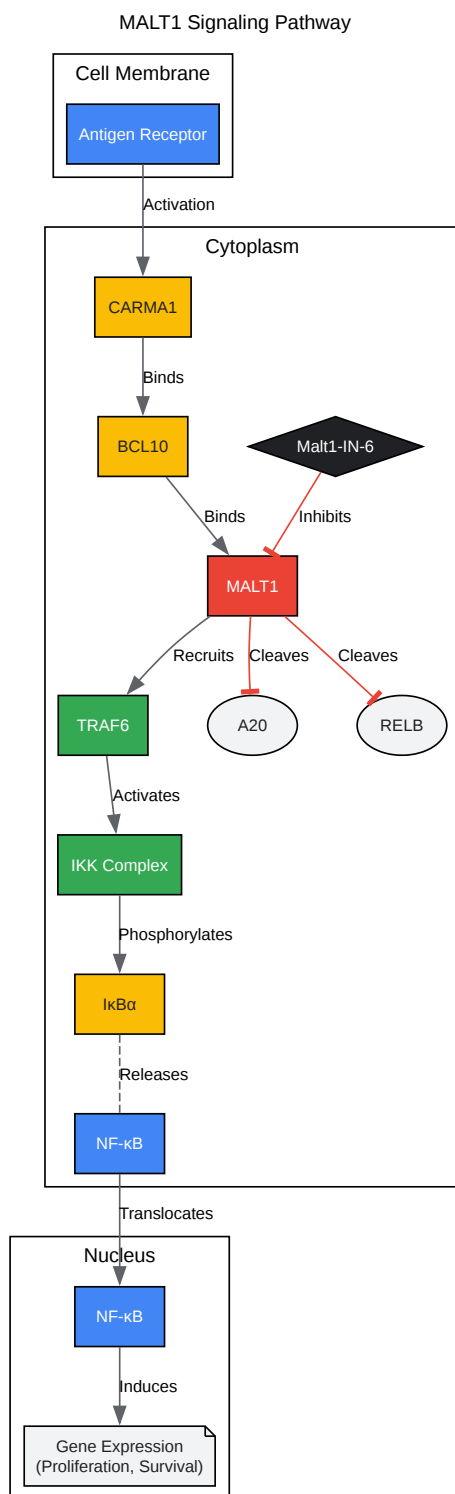 MALT1 Signaling Pathway
Cell Membrane
Antigen Receptor
Activation
Cytoplasm
CARMA1
Binds
BCL10
Malt1-IN-6
Binds
Inhibits
MALT1
Recruits
Cleaves
Cleaves
TRAF6
A20
RELB
Activates
IKK Complex
Phosphorylates
IκBα
Releases
NF-κB
Translocates
Nucleus
NF-κB
Induces
Gene Expression
(Proliferation, Survival)